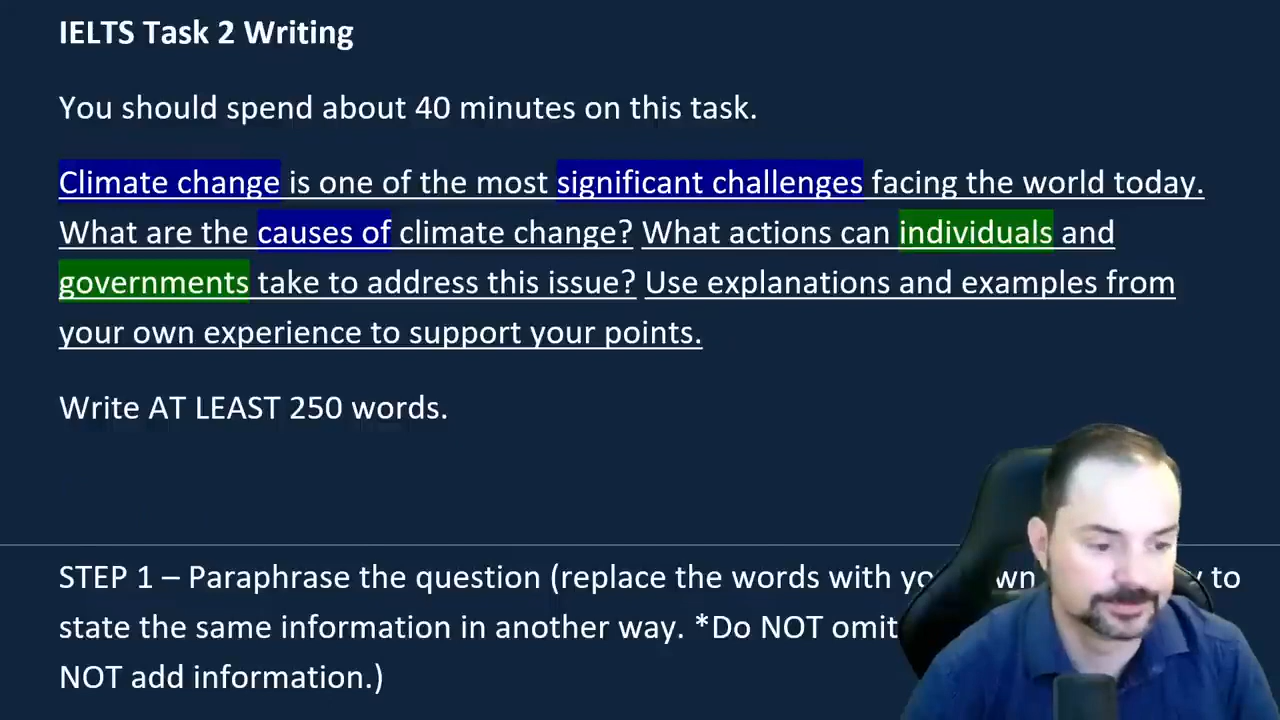 IELTS Task 2 Writing
You should spend about 40 minutes on this task.
Climate change is one of the most significant challenges facing the world today.
What are the causes of climate change? What actions can individuals and
governments take to address this issue? Use explanations and examples from
your own experience to support your points.
Write AT LEAST 250 words.
STEP 1 – Paraphrase the question (replace the words with to
state the same information in another way. *Do NOT omit
NOT add information.)